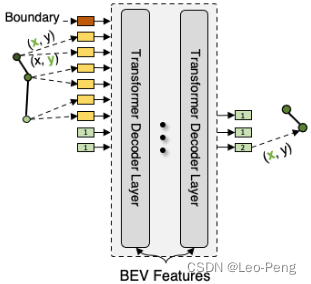 Boundary
(x, y)
(x, y)
1
1
Transformer Decoder Layer
Transformer Decoder Layer
1
1
2
(x, y)
BEV Features
CSDN @Leo-Peng